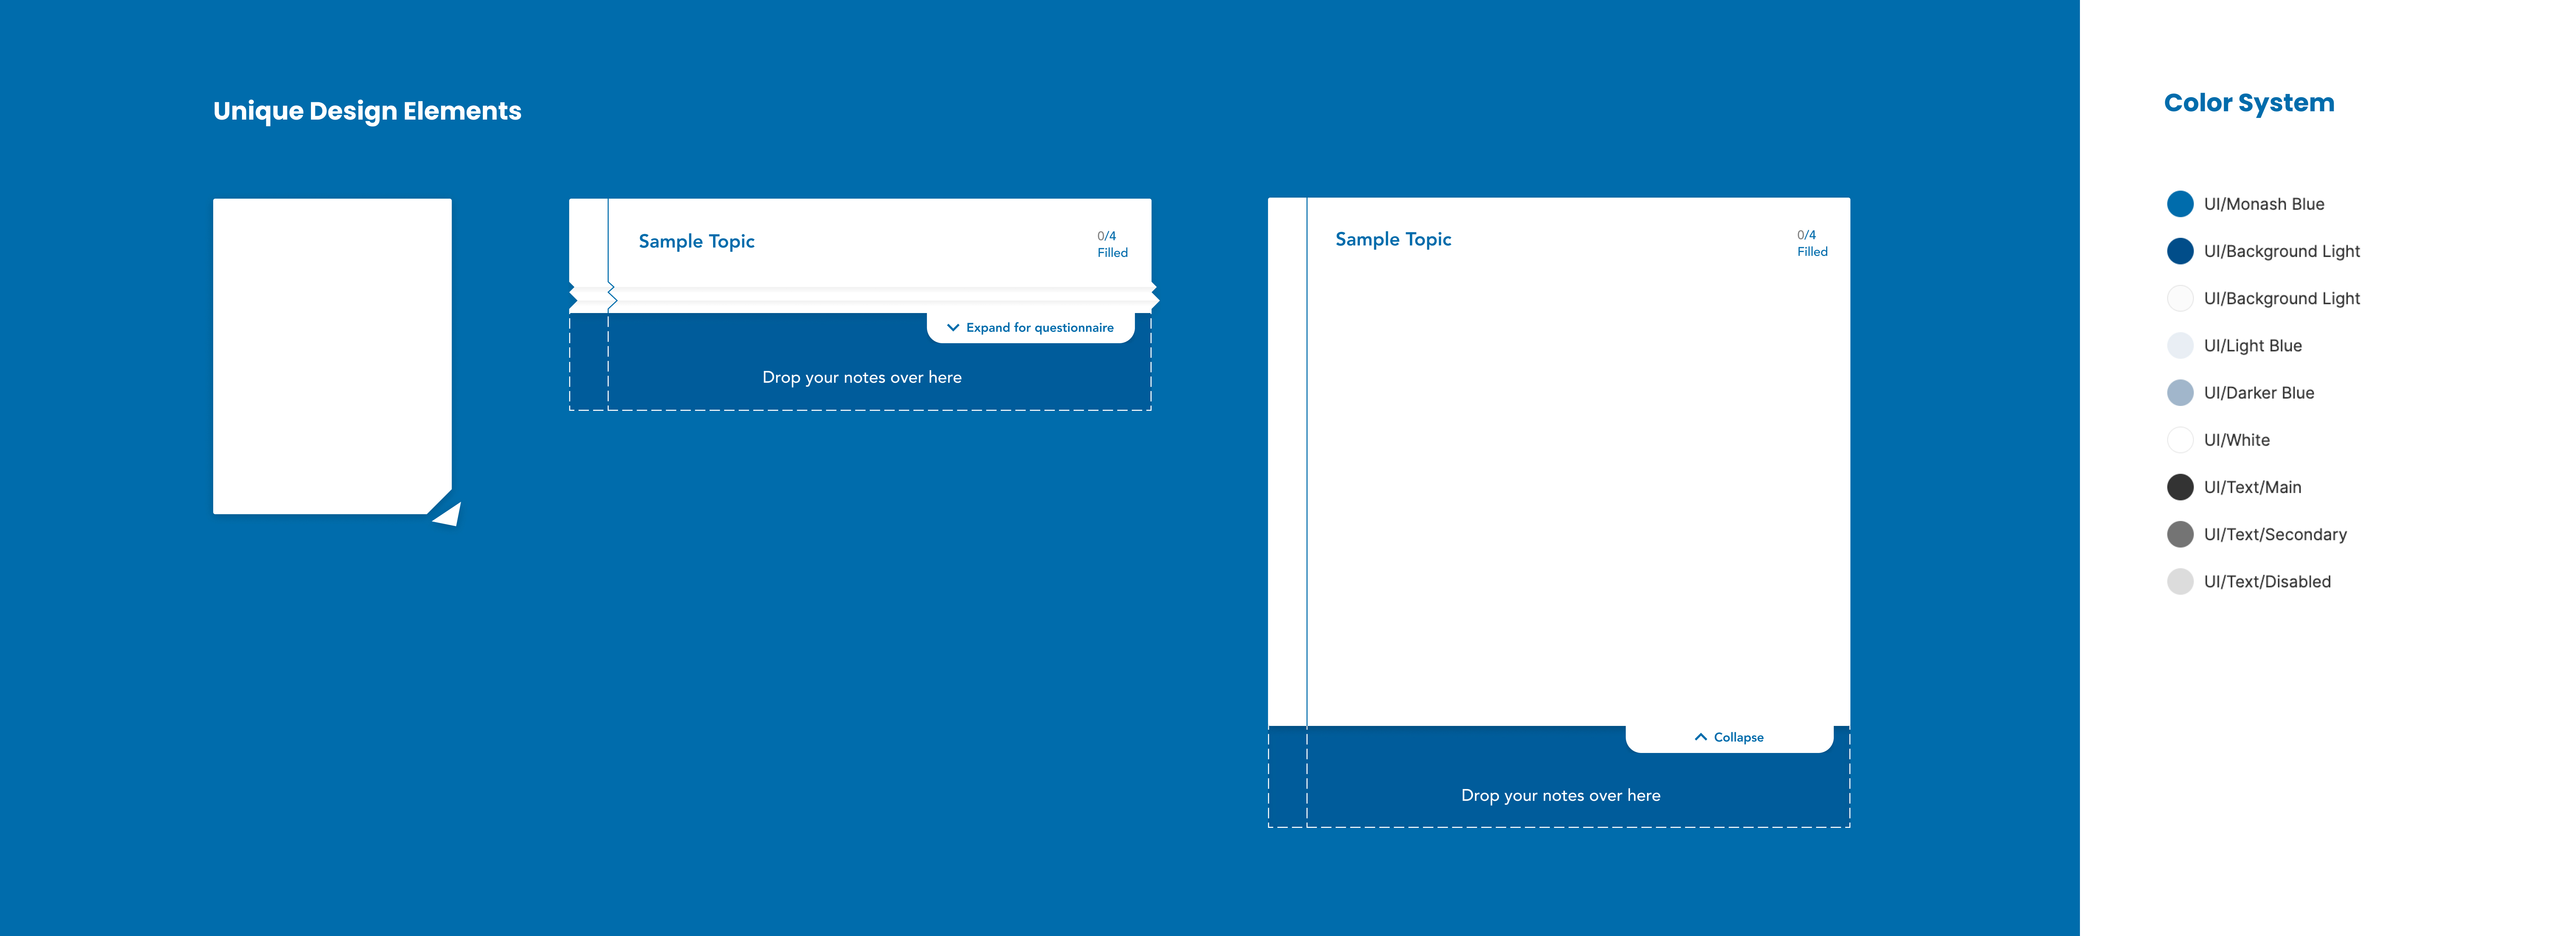 Unique Design Elements
Sample Topic
0/4
Filled
Expand for questionnaire
Drop your notes over here
Sample Topic
0/4
Filled
Collapse
Drop your notes over here
Color System
UI/Monash Blue
UI/Background Light
UI/Background Light
UI/Light Blue
UI/Darker Blue
UI/White
UI/Text/Main
UI/Text/Secondary
UI/Text/Disabled